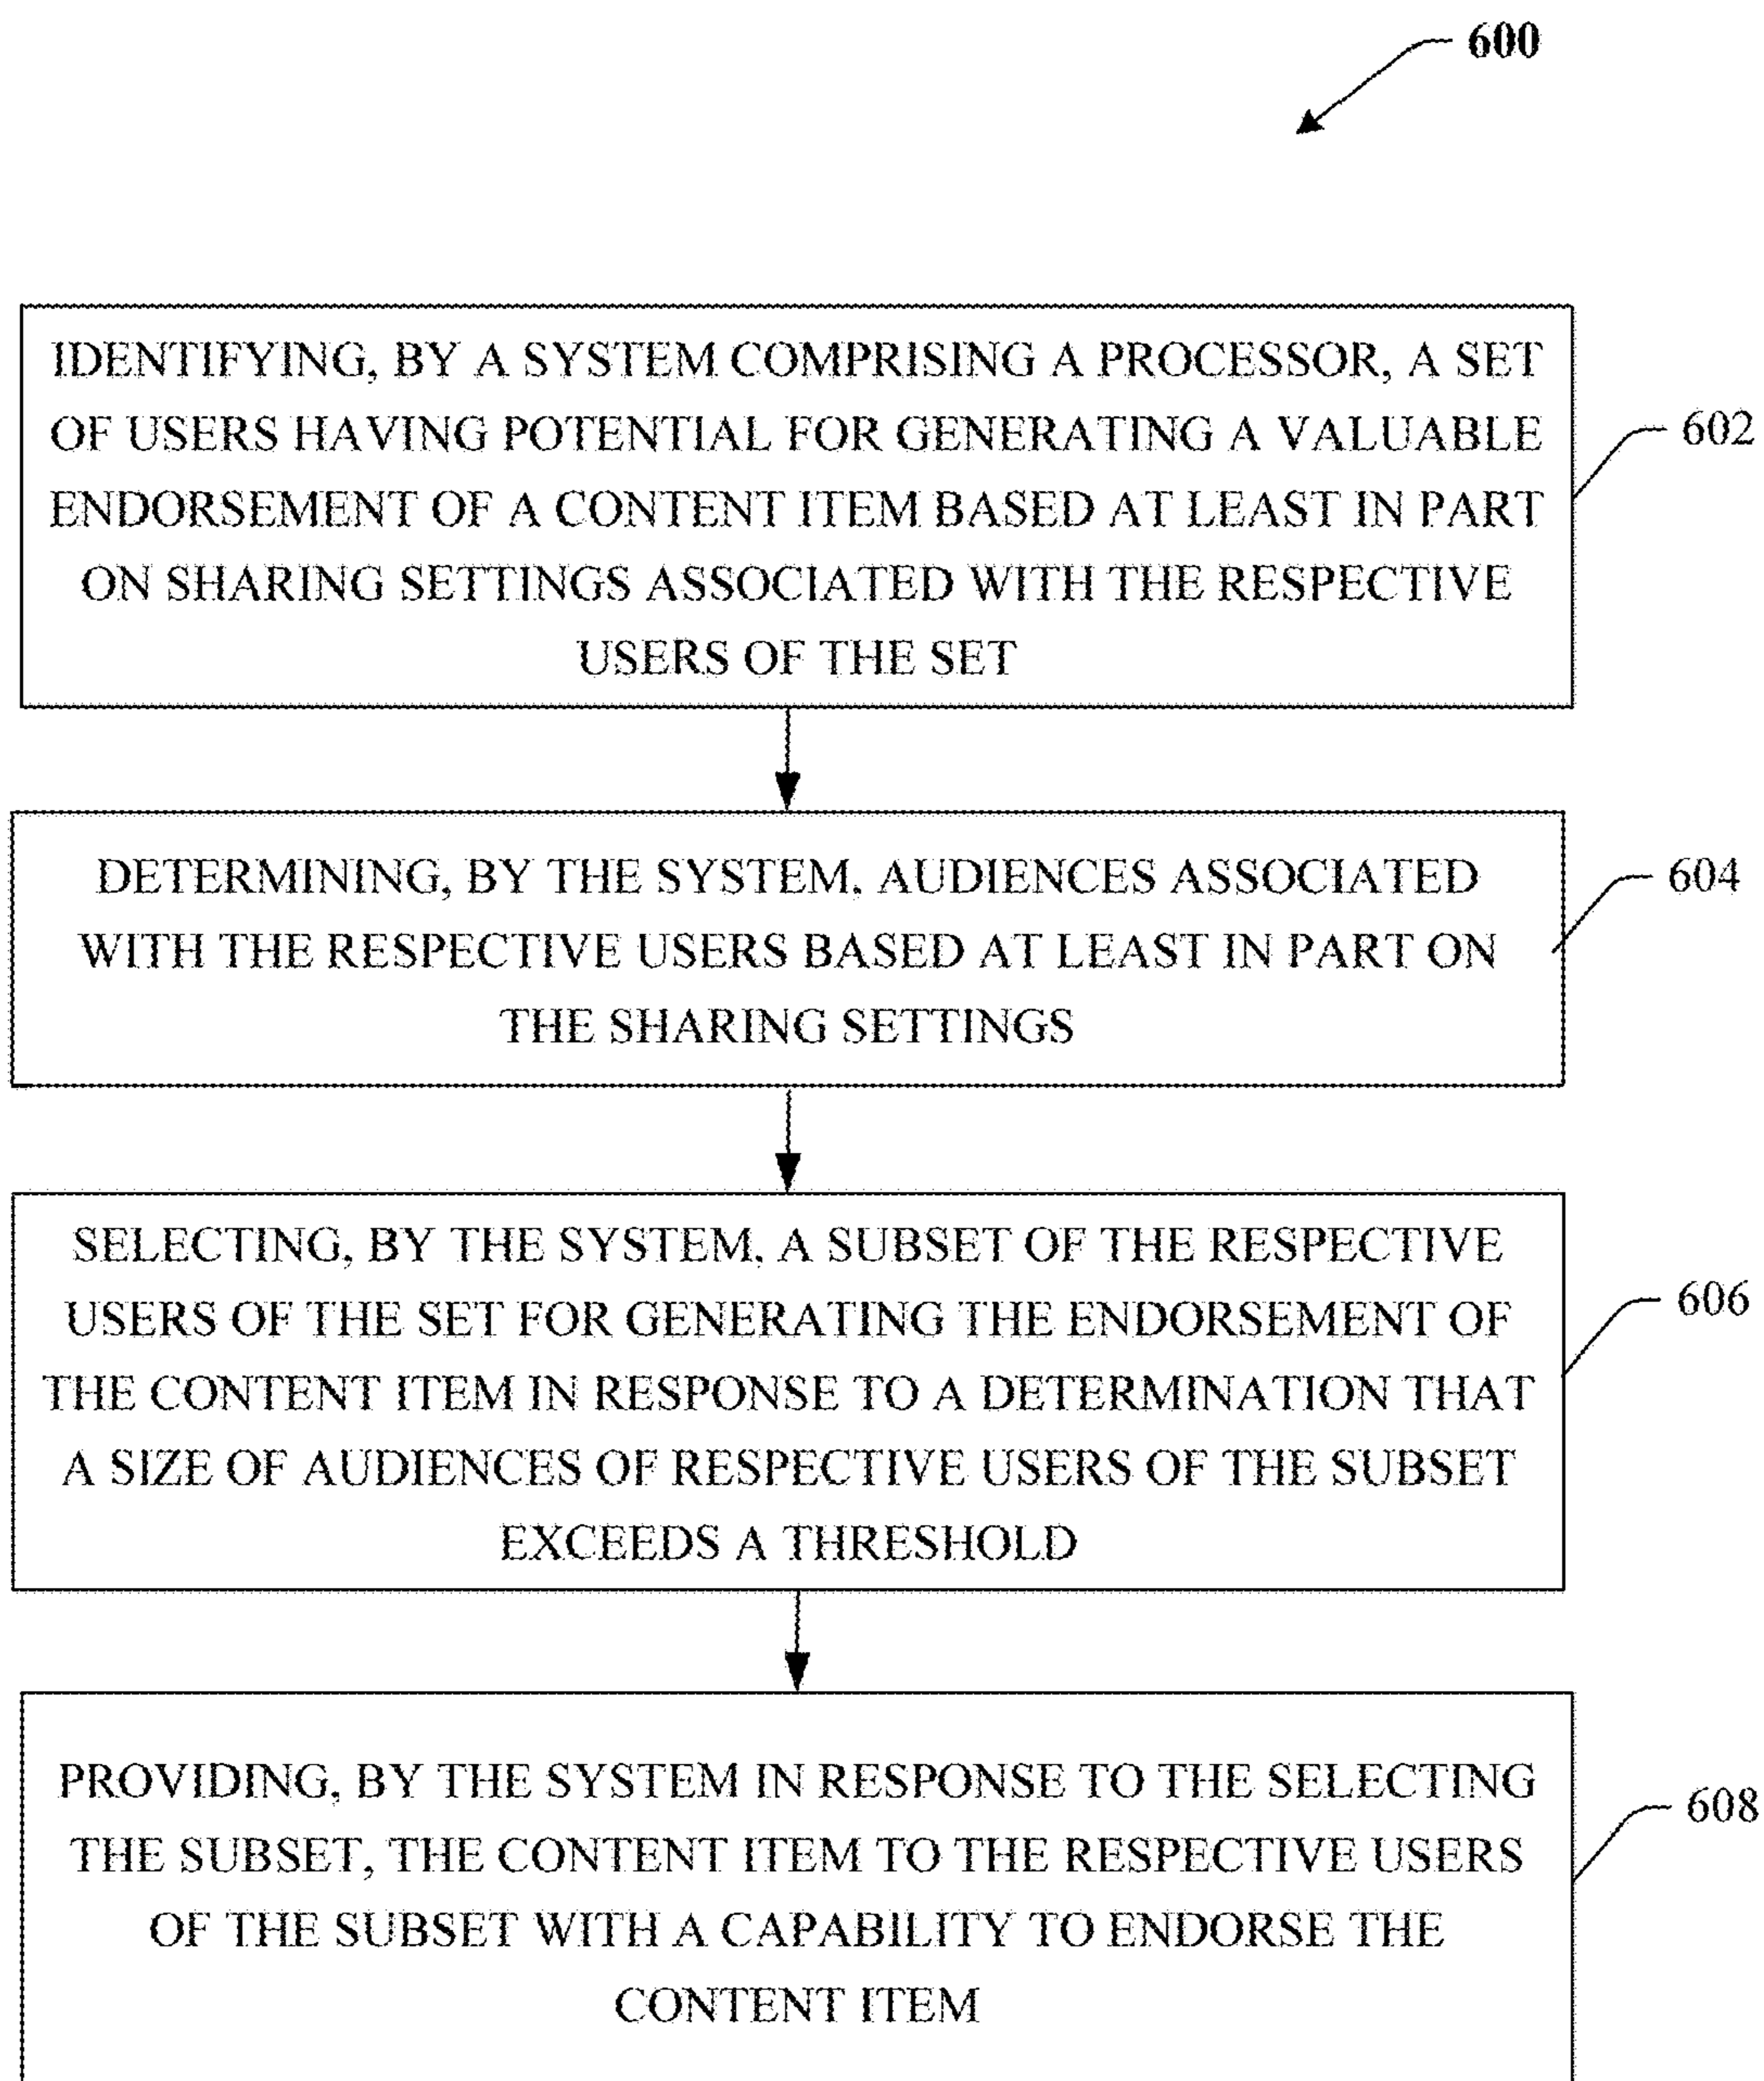 600
IDENTIFYING, BY A SYSTEM COMPRISING A PROCESSOR, A SET
OF USERS HAVING POTENTIAL FOR GENERATING A VALUABLE
ENDORSEMENT OF A CONTENT ITEM BASED AT LEAST IN PART
ON SHARING SETTINGS ASSOCIATED WITH THE RESPECTIVE
USERS OF THE SET
602
DETERMINING, BY THE SYSTEM, AUDIENCES ASSOCIATED
WITH THE RESPECTIVE USERS BASED AT LEAST IN PART ON
THE SHARING SETTINGS
604
SELECTING, BY THE SYSTEM, A SUBSET OF THE RESPECTIVE
USERS OF THE SET FOR GENERATING THE ENDORSEMENT OF
THE CONTENT ITEM IN RESPONSE TO A DETERMINATION THAT
A SIZE OF AUDIENCES OF RESPECTIVE USERS OF THE SUBSET
EXCEEDS A THRESHOLD
606
PROVIDING, BY THE SYSTEM IN RESPONSE TO THE SELECTING
THE SUBSET, THE CONTENT ITEM TO THE RESPECTIVE USERS
OF THE SUBSET WITH A CAPABILITY TO ENDORSE THE
CONTENT ITEM
608